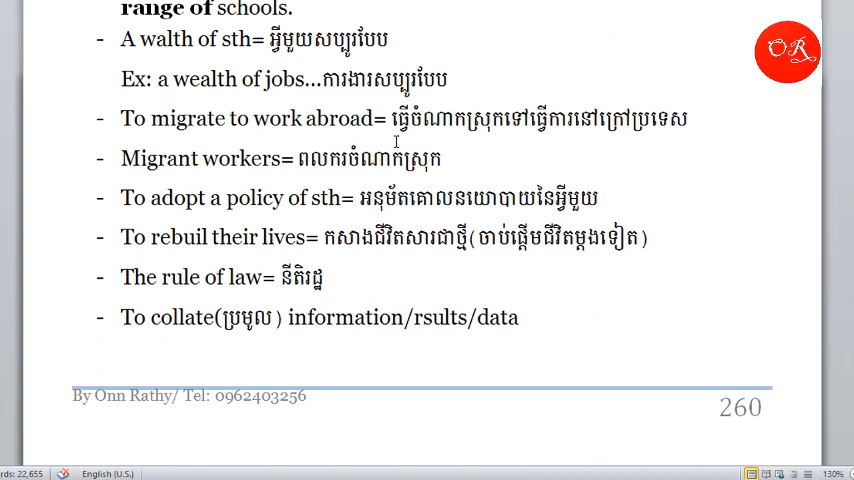 range of schools.
- A walth of sth= អ្វីមួយសប្បូរបែប
Ex: a wealth of jobs...ការងារសប្បូរបែប
- To migrate to work abroad= ធ្វើចំណាកស្រុកទៅធ្វើការនៅក្រៅប្រទេស
- Migrant workers= ពលករចំណាកស្រុក
- To adopt a policy of sth= អនុម័តគោលនយោបាយនៃអ្វីមួយ
- To rebuil their lives= កសាងជីវិតសារជាថ្មី(ចាប់ផ្ដើមជីវិតម្ដងទៀត)
- The rule of law= នីតិរដ្ឋ
- To collate(ប្រមូល) information/rsults/data
By Onn Rathy/ Tel: 0962403256
260
OR
rds: 22,655 English (U.S.) 130%